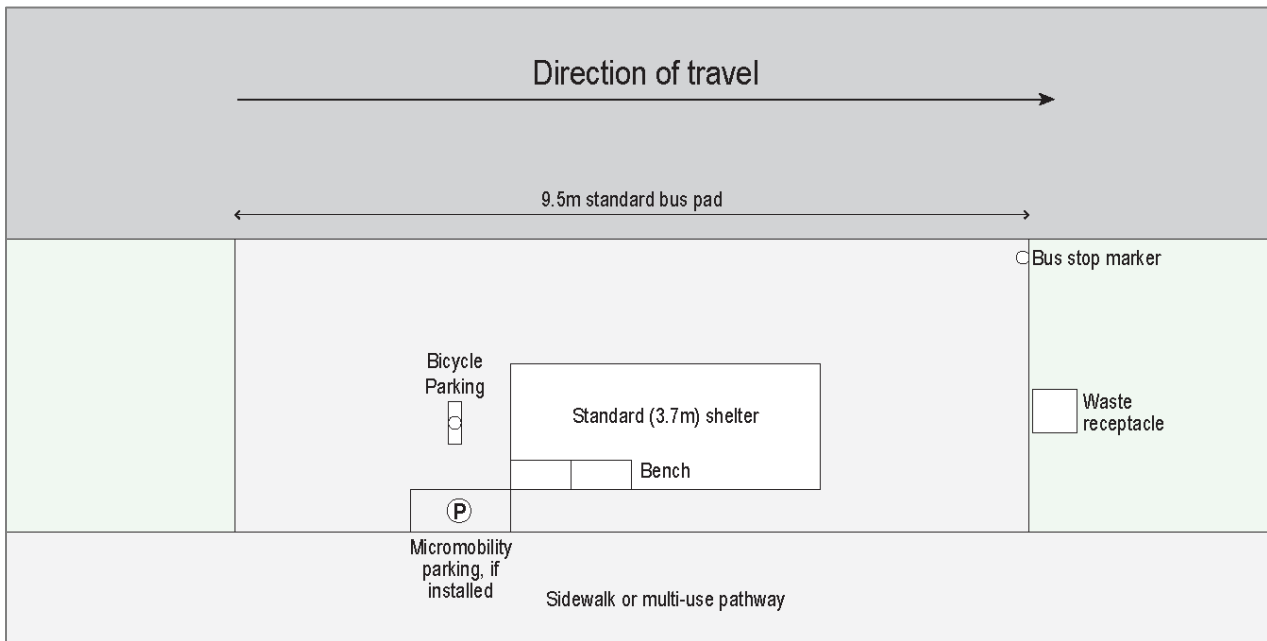 Direction of travel
9.5m standard bus pad
Bus stop marker
Bicycle
Parking
Standard (3.7m) shelter
Waste
receptacle
Bench
P
Micromobility
parking, if
installed
Sidewalk or multi-use pathway